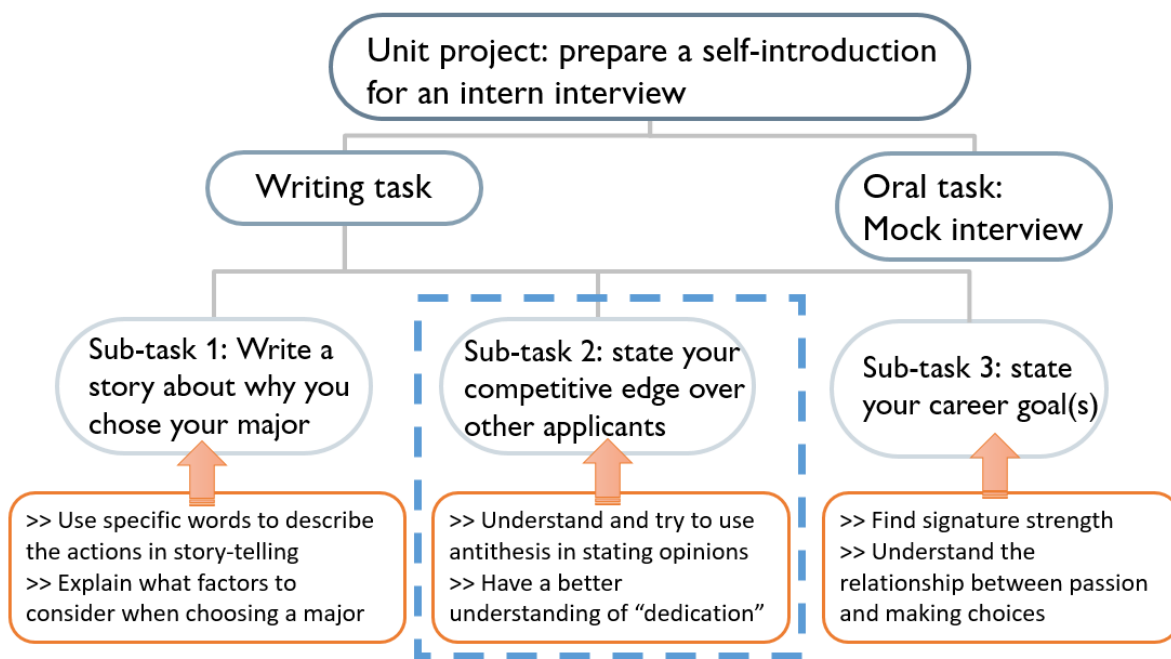 Unit project: prepare a self-introduction
for an intern interview
Writing task
Oral task:
Mock interview
Sub-task 1: Write a
story about why you
chose your major
Sub-task 2: state your
competitive edge over
other applicants
Sub-task 3: state
your career goal(s)
>> Use specific words to describe
the actions in story-telling
>> Explain what factors to
consider when choosing a major
>> Understand and try to use
antithesis in stating opinions
>> Have a better
understanding of “dedication”
>> Find signature strength
>> Understand the
relationship between passion
and making choices